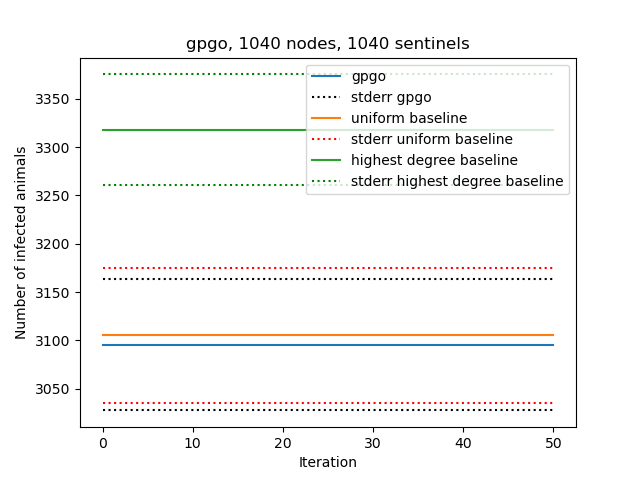 gpgo, 1040 nodes, 1040 sentinels
gpgo
stderr gpgo
uniform baseline
stderr uniform baseline
highest degree baseline
stderr highest degree baseline
Number of infected animals
3350
3300
3250
3200
3150
3100
3050
0 10 20 30 40 50
Iteration